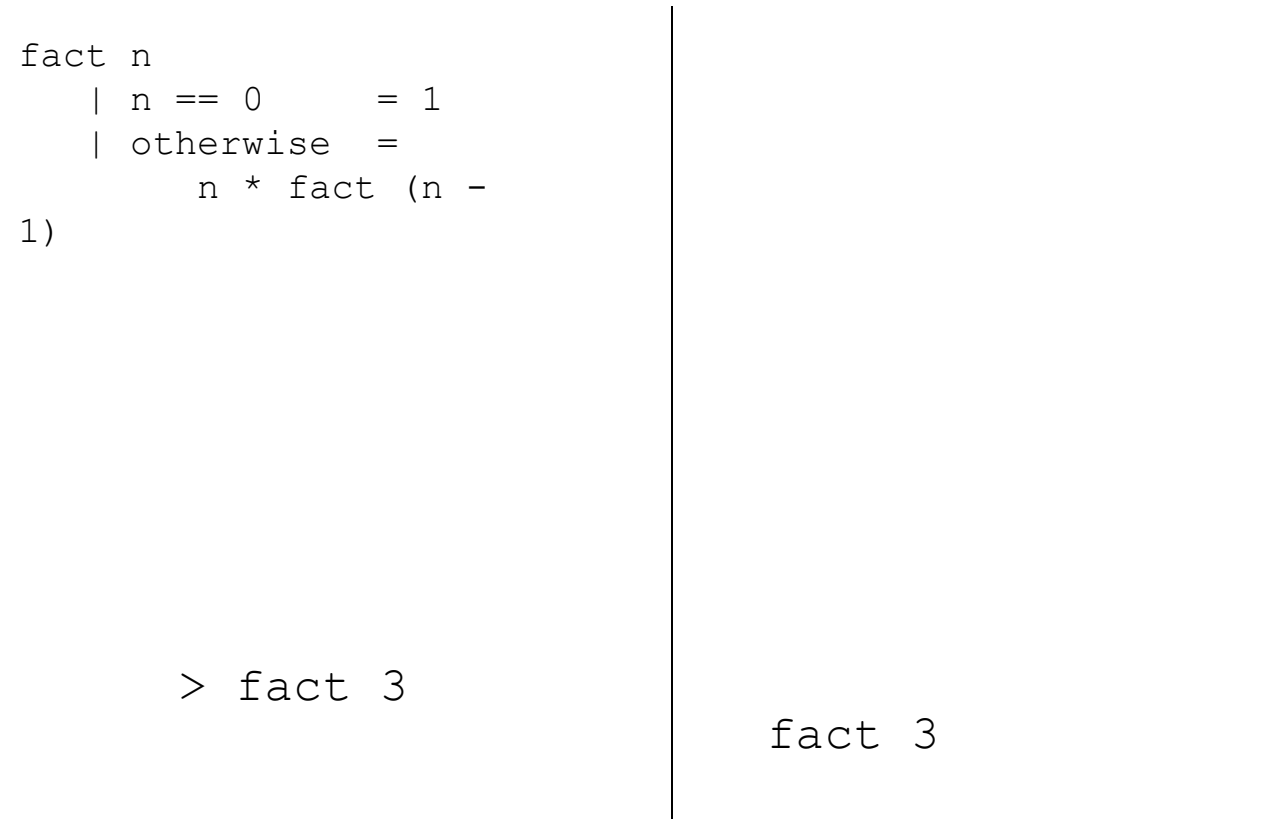 fact n
   | n == 0     = 1
   | otherwise  =
        n * fact (n -
1)
> fact 3
fact 3